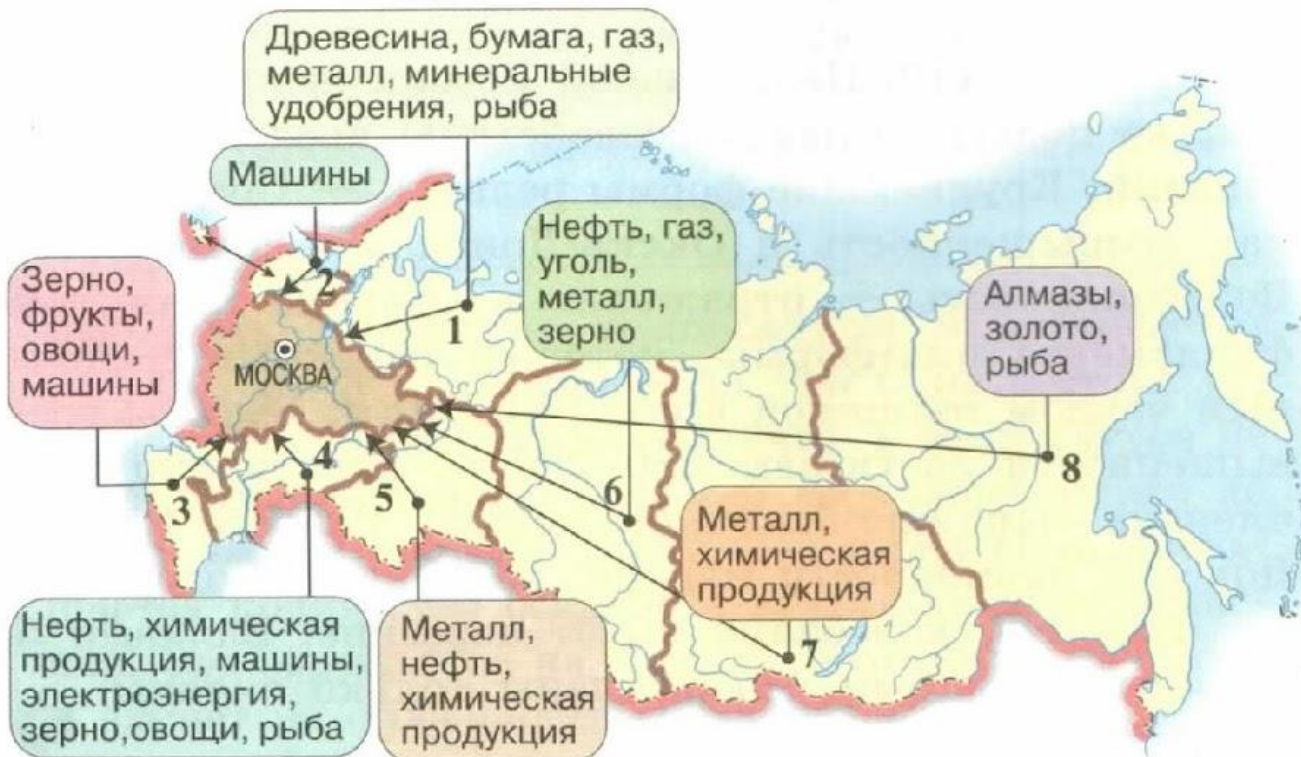 Древесина, бумага, газ,
металл, минеральные
удобрения, рыба
Машины
Зерно,
фрукты,
овощи,
машины
Нефть, газ,
уголь,
металл,
зерно
Алмазы,
золото,
рыба
2
1
МОСКВА
3
4
5
6
8
Металл,
химическая
продукция
7
Нефть, химическая
продукция, машины,
электроэнергия,
зерно,овощи, рыба
Металл,
нефть,
химическая
продукция